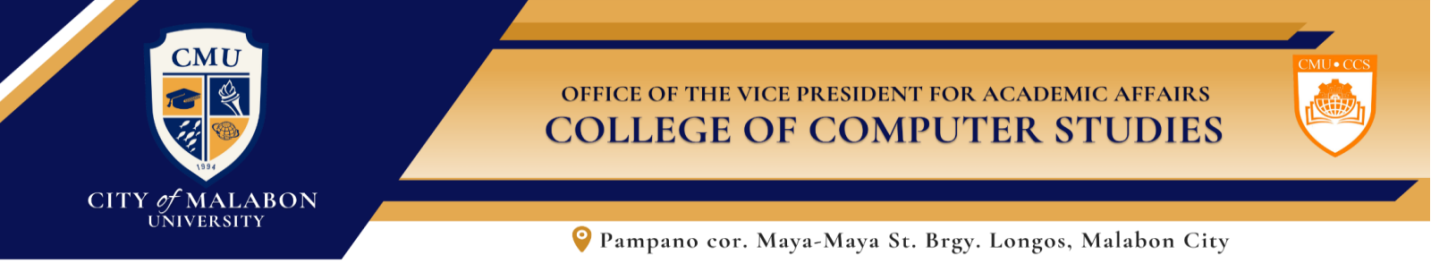 CMU
1994
CITY of MALABON
UNIVERSITY
OFFICE OF THE VICE PRESIDENT FOR ACADEMIC AFFAIRS
COLLEGE OF COMPUTER STUDIES
CMU • CCS
Pampano cor. Maya-Maya St. Brgy. Longos, Malabon City